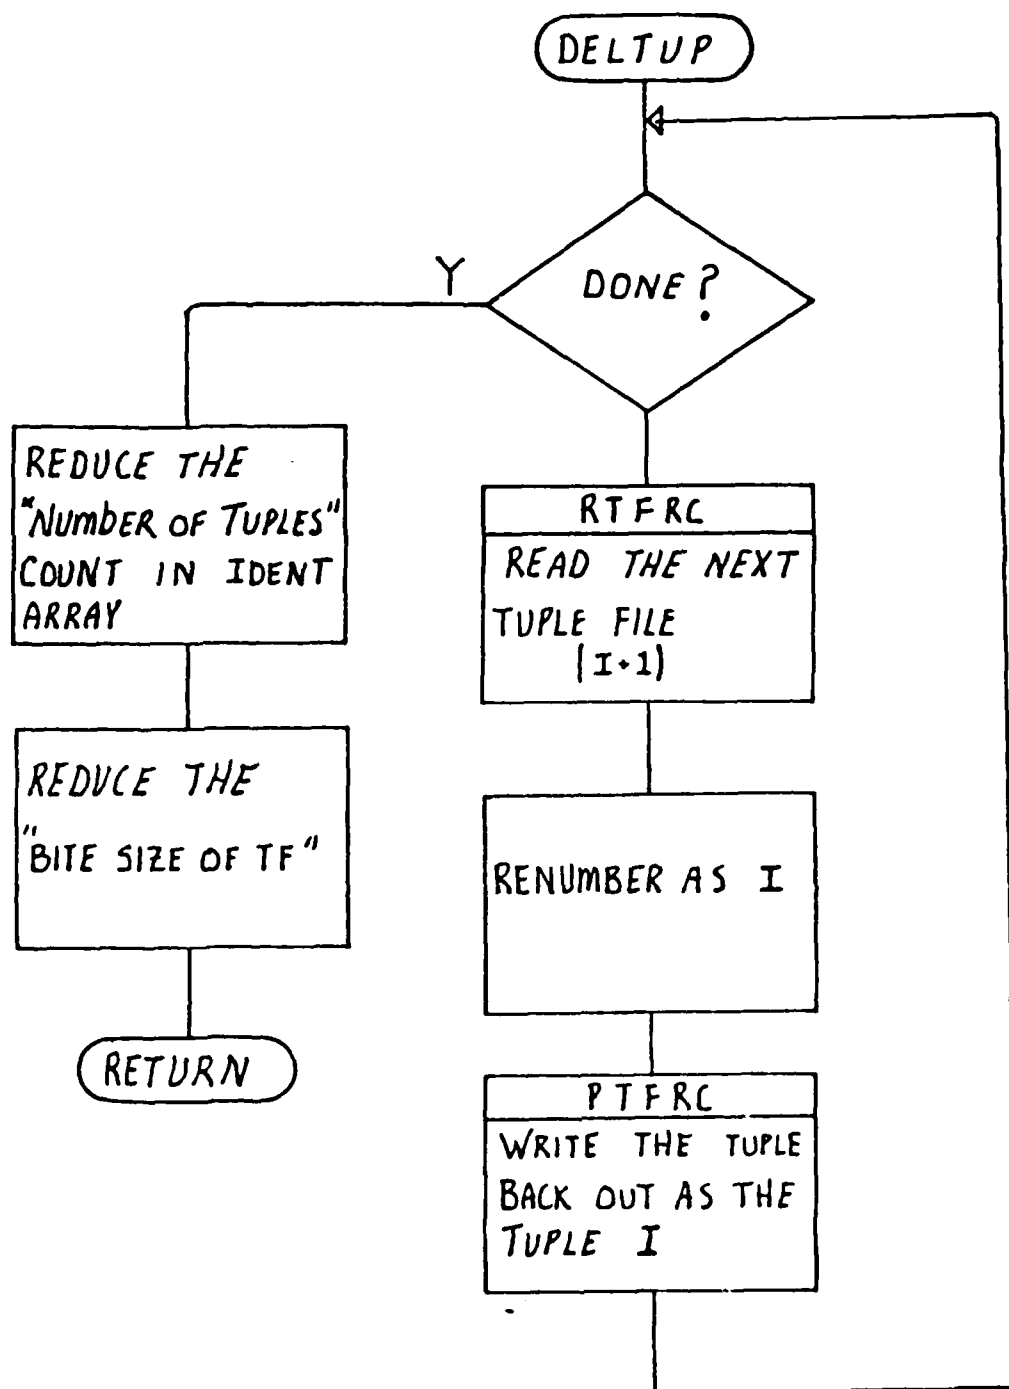 DELTUP
DONE?
Y
REDUCE THE
"NUMBER OF TUPLES"
COUNT IN IDENT
ARRAY
REDUCE THE
"BITE SIZE OF TF"
RETURN
RTFRC
READ THE NEXT
TUPLE FILE
(I+1)
RENUMBER AS I
PTFRC
WRITE THE TUPLE
BACK OUT AS THE
TUPLE I